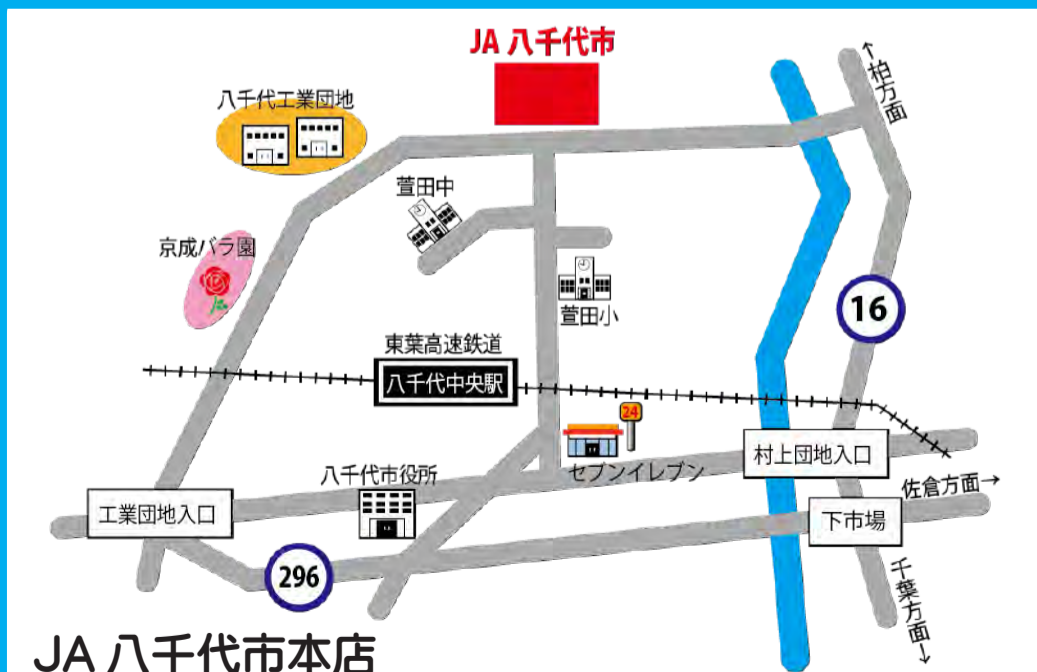 JA 八千代市
↑柏方面
八千代工業団地
萱田中
京成バラ園
萱田小
16
東葉高速鉄道
八千代中央駅
24
セブンイレブン
村上団地入口
八千代市役所
佐倉方面→
工業団地入口
下市場
296
千葉方面→
JA 八千代市本店